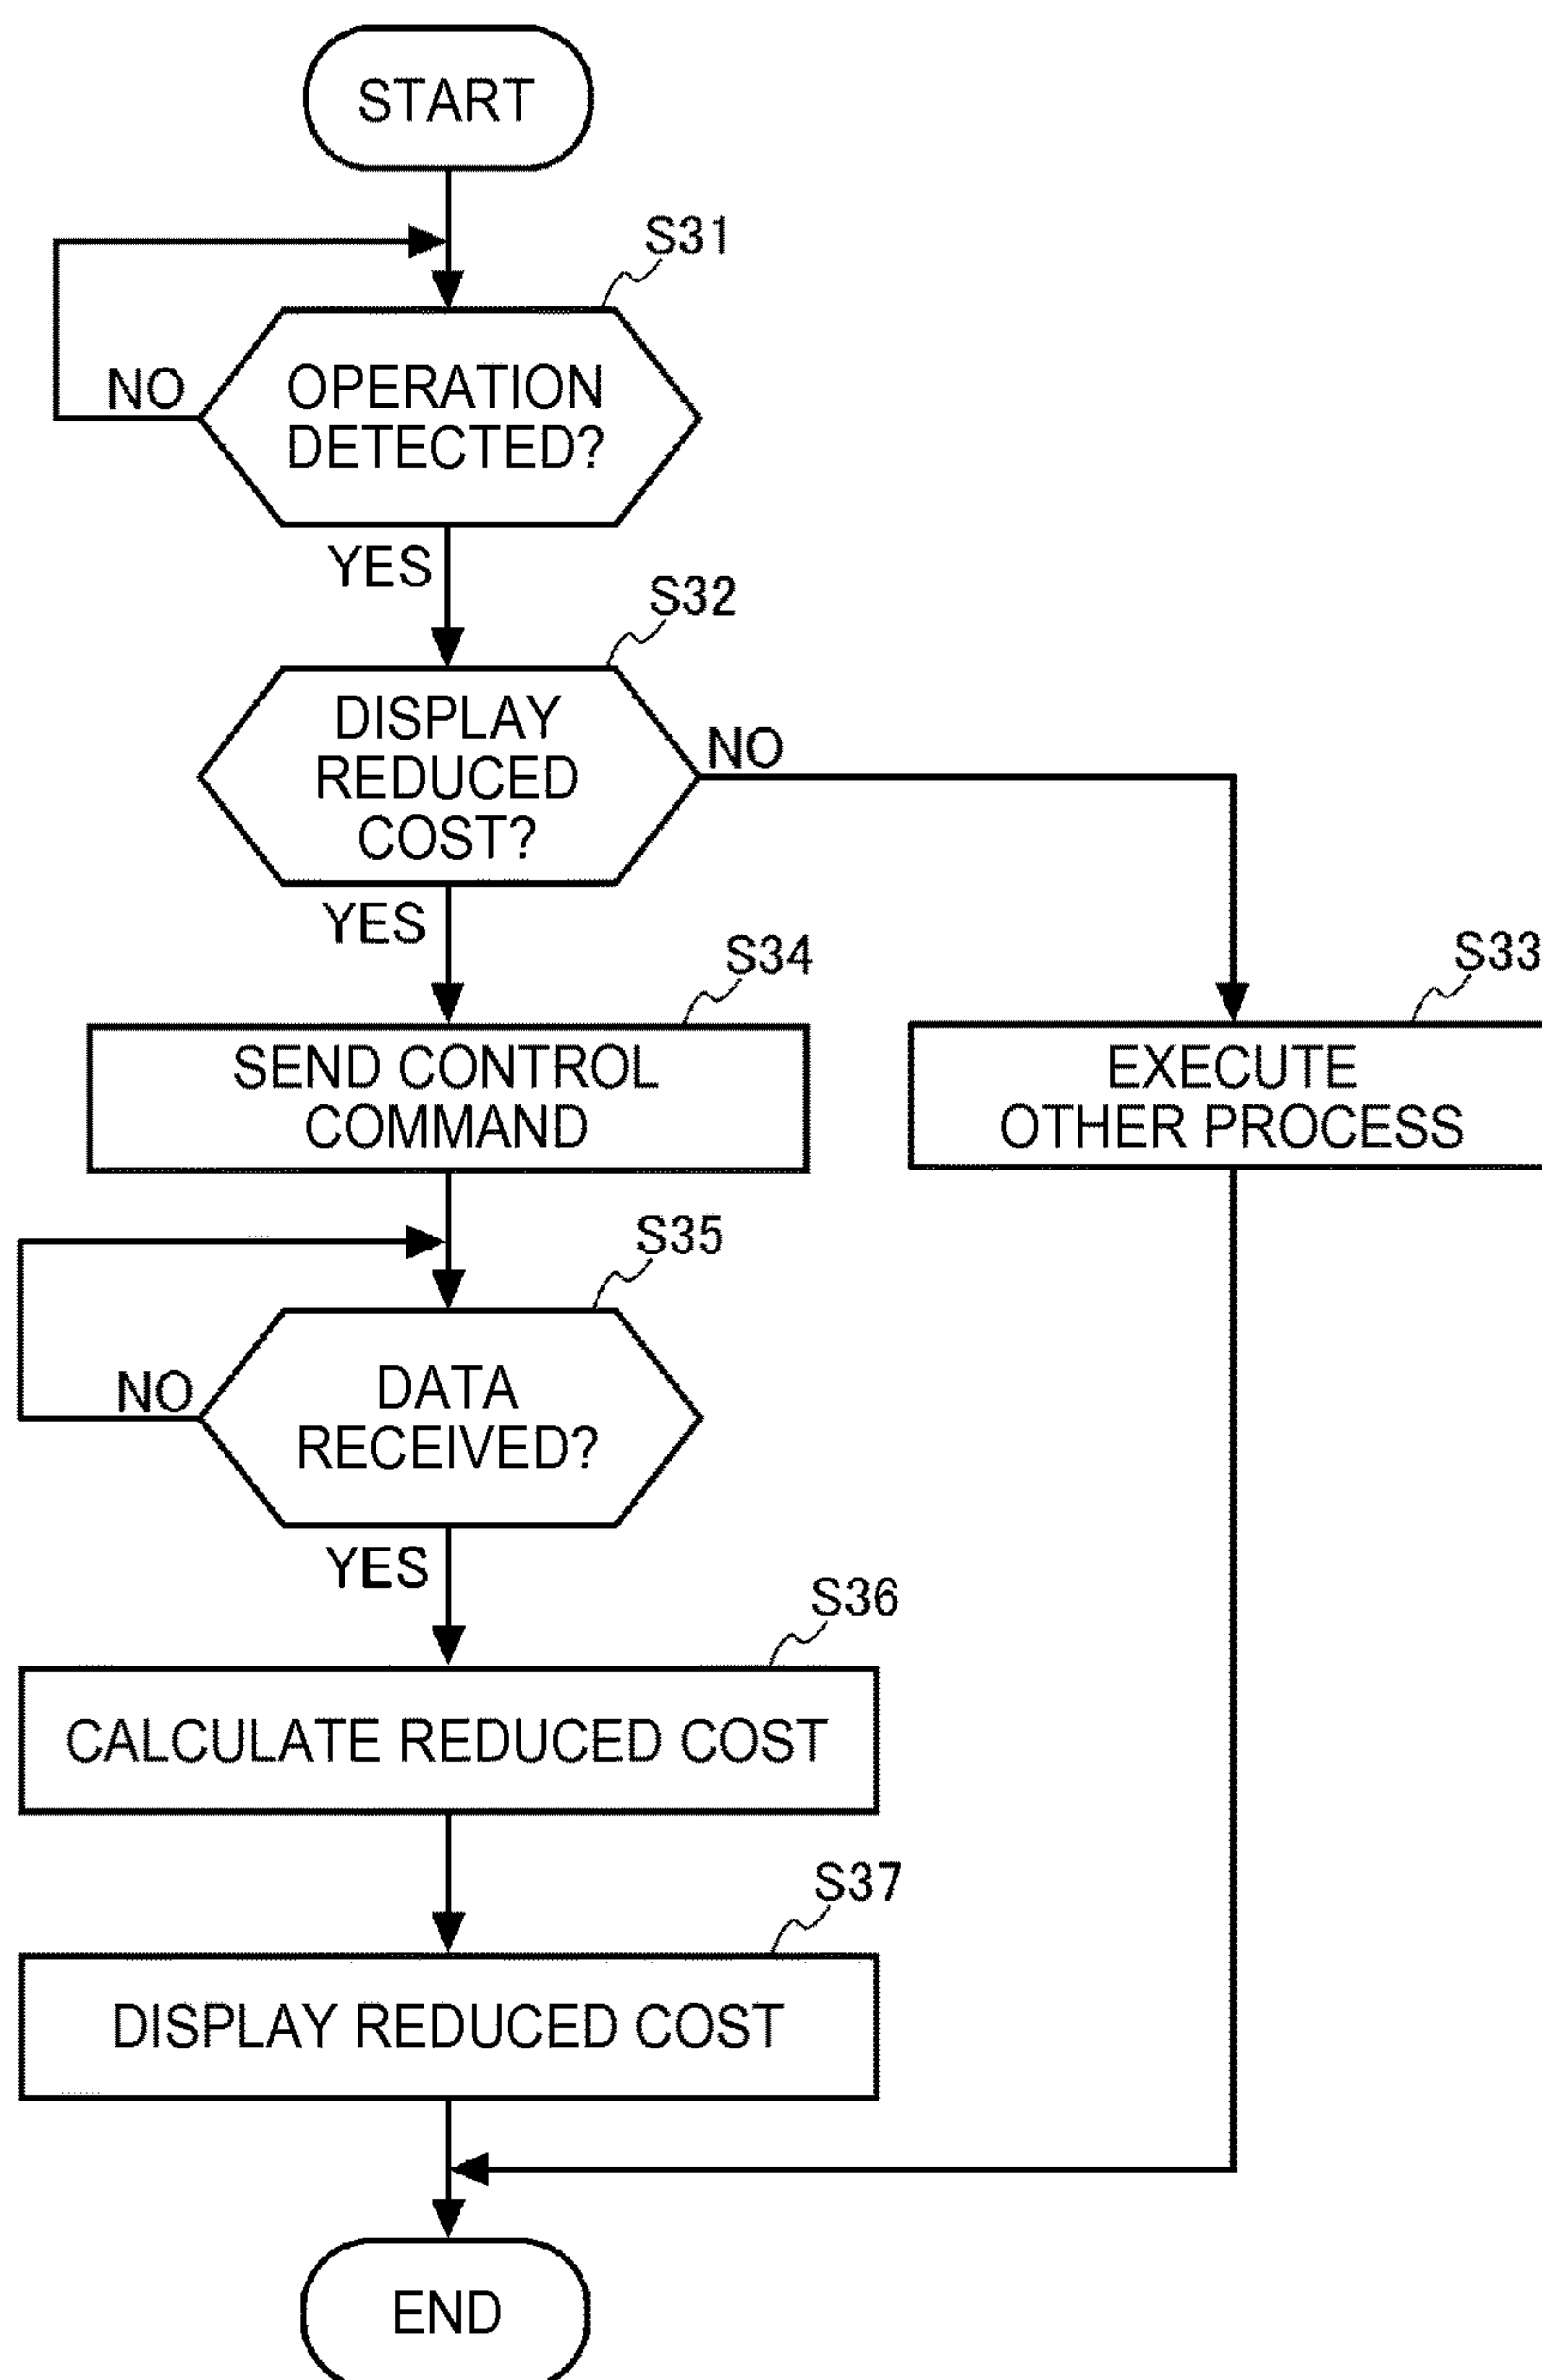 START
S31
NO
OPERATION
DETECTED?
YES
S32
DISPLAY
REDUCED
COST?
NO
YES
S34
S33
SEND CONTROL
COMMAND
EXECUTE
OTHER PROCESS
S35
NO
DATA
RECEIVED?
YES
S36
CALCULATE REDUCED COST
S37
DISPLAY REDUCED COST
END